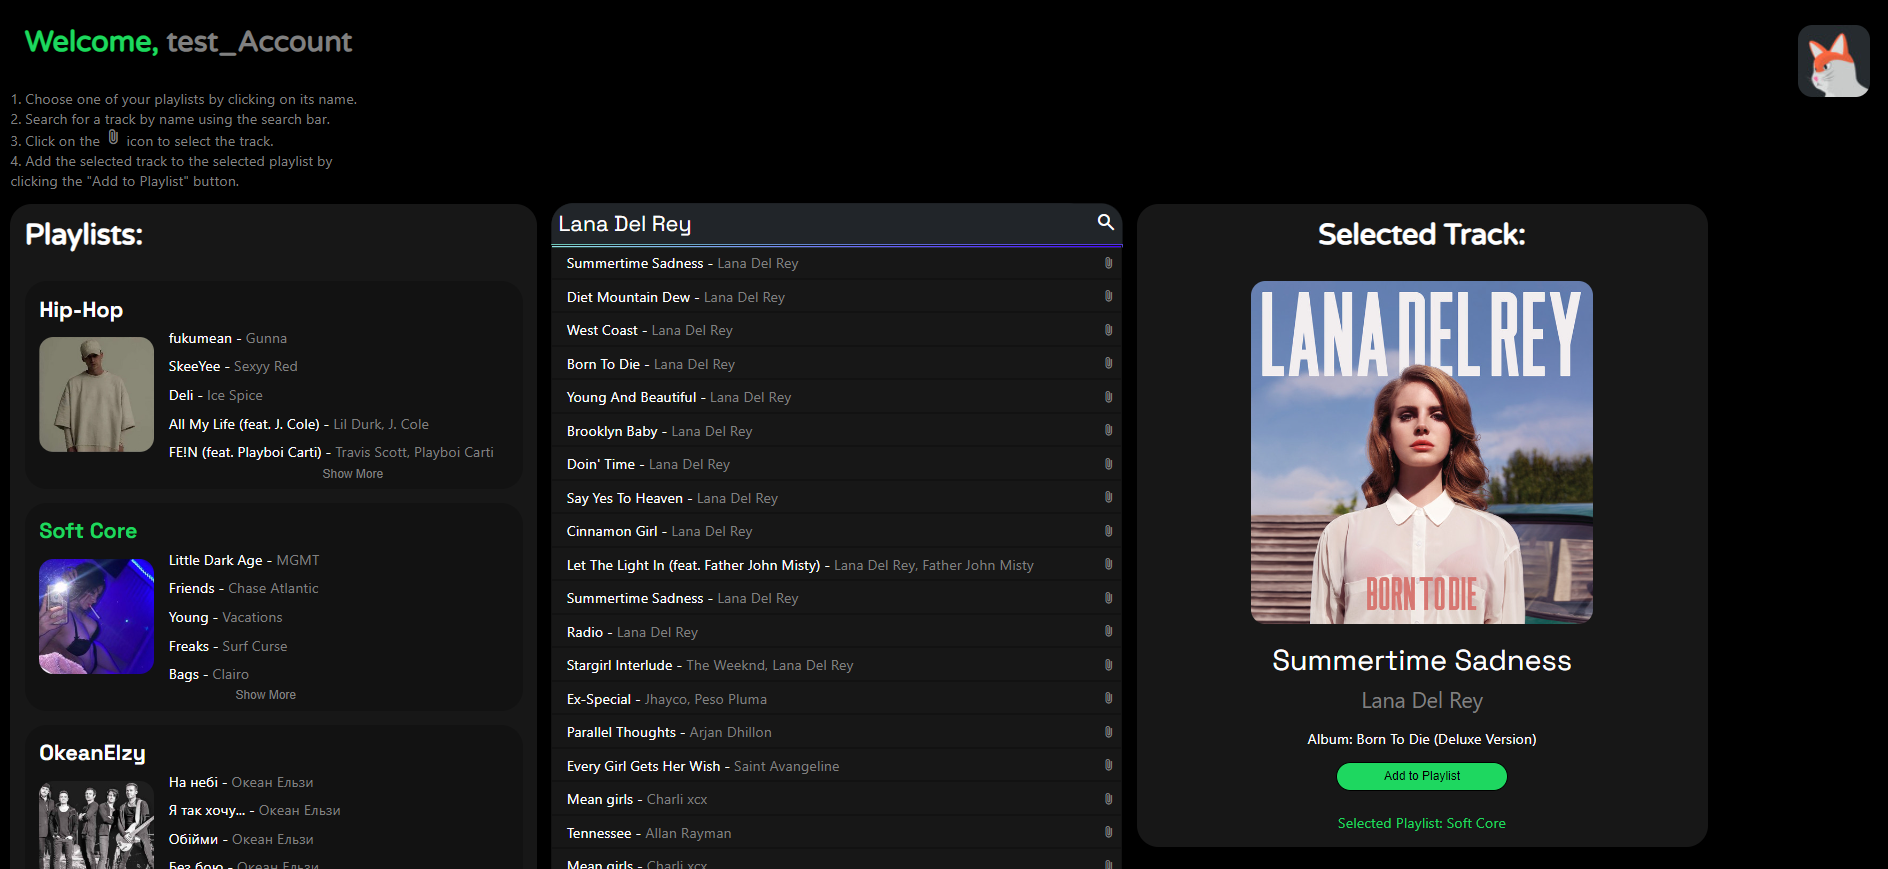 Welcome, test_Account
1. Choose one of your playlists by clicking on its name.
2. Search for a track by name using the search bar.
3. Click on the icon to select the track.
4. Add the selected track to the selected playlist by
clicking the "Add to Playlist" button.
Playlists:
Hip-Hop
fukumean - Gunna
SkeeYee - Sexyy Red
Deli - Ice Spice
All My Life (feat. J. Cole) - Lil Durk, J. Cole
FE!N (feat. Playboi Carti) - Travis Scott, Playboi Carti
Show More
Soft Core
Little Dark Age - MGMT
Friends - Chase Atlantic
Young - Vacations
Freaks - Surf Curse
Bags - Clairo
Show More
OkeanElzy
На небі - Океан Ельзи
Я так хочу... - Океан Ельзи
Обійми - Океан Ельзи
Без бою - Океан Ельзи
Lana Del Rey
Summertime Sadness - Lana Del Rey
Diet Mountain Dew - Lana Del Rey
West Coast - Lana Del Rey
Born To Die - Lana Del Rey
Young And Beautiful - Lana Del Rey
Brooklyn Baby - Lana Del Rey
Doin' Time - Lana Del Rey
Say Yes To Heaven - Lana Del Rey
Cinnamon Girl - Lana Del Rey
Let The Light In (feat. Father John Misty) - Lana Del Rey, Father John Misty
Summertime Sadness - Lana Del Rey
Radio - Lana Del Rey
Stargirl Interlude - The Weeknd, Lana Del Rey
Ex-Special - Jhayco, Peso Pluma
Parallel Thoughts - Arjan Dhillon
Every Girl Gets Her Wish - Saint Avangeline
Mean girls - Charli xcx
Tennessee - Allan Rayman
Mean girls - Charli xcx
Selected Track:
LANA DEL REY
BORN TO DIE
Summertime Sadness
Lana Del Rey
Album: Born To Die (Deluxe Version)
Add to Playlist
Selected Playlist: Soft Core